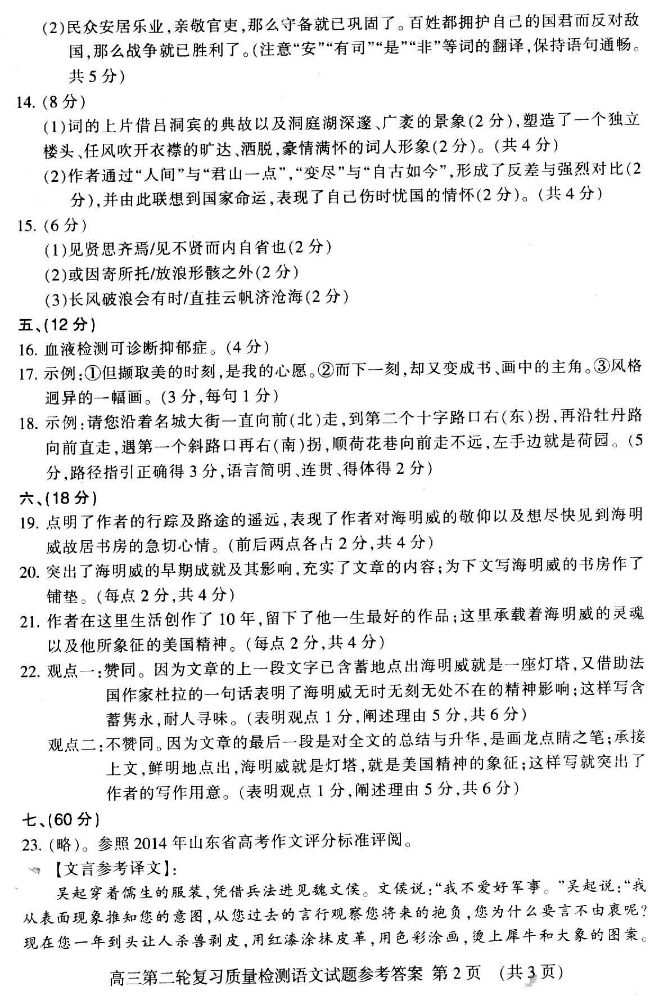 (2)民众安居乐业,亲敬官吏,那么守备就已巩固了。百姓都拥护自己的国君而反对敌
国,那么战争就已胜利了。(注意“安”“有司”“是”“非”等词的翻译,保持语句通畅。
共5分)
14. (8分)
(1)词的上片借吕洞宾的典故以及洞庭湖深邃、广袤的景象(2分),塑造了一个独立
楼头、任风吹开衣襟的旷达、洒脱,豪情满怀的词人形象(2分)。(共4分)
(2)作者通过“人间”与“君山一点”,“变尽”与“自古如今”,形成了反差与强烈对比(2
分),并由此联想到国家命运,表现了自己伤时忧国的情怀(2分)。(共4分)
15. (6分)
(1)见贤思齐焉/见不贤而内自省也(2分)
(2)或因寄所托/放浪形骸之外(2分)
(3)长风破浪会有时/直挂云帆济沧海(2分)
五、(12分)
16. 血液检测可诊断抑郁症。(4分)
17. 示例:①但撷取美的时刻,是我的心愿。②而下一刻,却又变成书、画中的主角。③风格
迥异的一幅画。(3分,每句1分)
18. 示例:请您沿着名城大街一直向前(北)走,到第二个十字路口右(东)拐,再沿牡丹路
向前直走,遇第一个斜路口再右(南)拐,顺荷花巷向前走不远,左手边就是荷园。(5
分,路径指引正确得3分,语言简明、连贯、得体得2分)
六、(18分)
19. 点明了作者的行踪及路途的遥远,表现了作者对海明威的敬仰以及想尽快见到海明
威故居书房的急切心情。(前后两点各占2分,共4分)
20. 突出了海明威的早期成就及其影响,充实了文章的内容;为下文写海明威的书房作了
铺垫。(每点2分,共4分)
21. 作者在这里生活创作了10年,留下了他一生最好的作品;这里承载着海明威的灵魂
以及他所象征的美国精神。(每点2分,共4分)
22. 观点一:赞同。因为文章的上一段文字已含蓄地点出海明威就是一座灯塔,又借助法
国作家杜拉的一句话表明了海明威无时无刻无处不在的精神影响;这样写含
蓄隽永,耐人寻味。(表明观点1分,阐述理由5分,共6分)
观点二:不赞同。因为文章的最后一段是对全文的总结与升华,是画龙点睛之笔;承接
上文,鲜明地点出,海明威就是灯塔,就是美国精神的象征;这样写就突出了
作者的写作用意。(表明观点1分,阐述理由5分,共6分)
七、(60分)
23. (略)。参照2014年山东省高考作文评分标准评阅。
【文言参考译文】:
吴起穿着儒生的服装,凭借兵法进见魏文侯。文侯说:“我不爱好军事。”吴起说:“我
从表面现象推知您的意图,从您过去的言行观察您将来的抱负,您为什么要言不由衷呢?
现在您一年到头让人杀兽剥皮,用红漆涂抹皮革,用色彩涂画,烫上犀牛和大象的图案。
高三第二轮复习质量检测语文试题参考答案 第2页 (共3页)